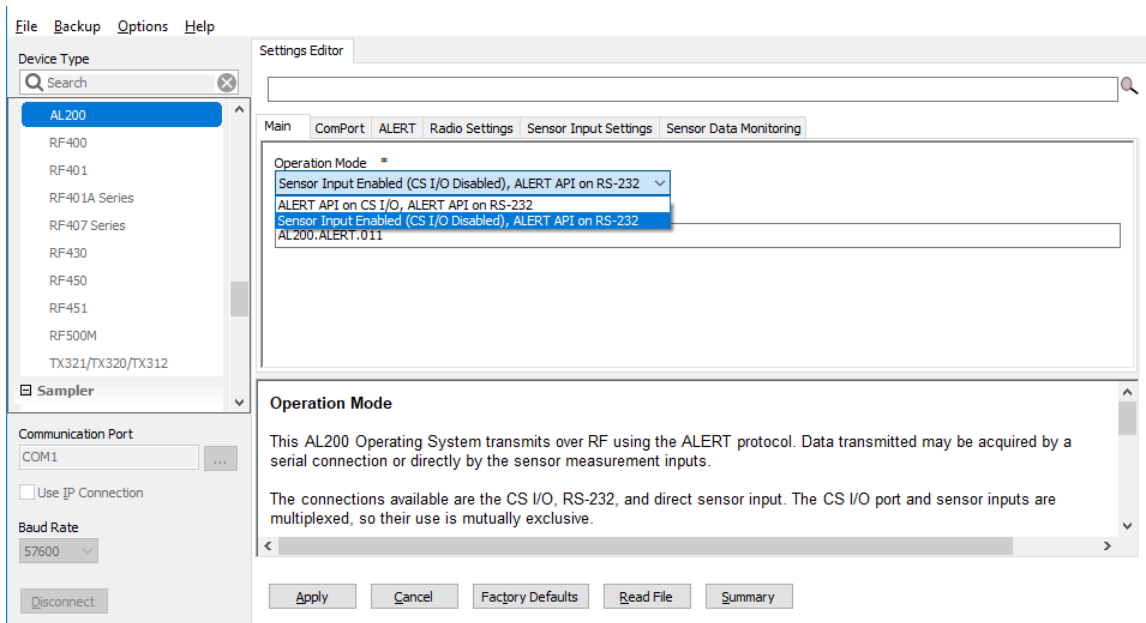 File Backup Options Help
Device Type
Search
AL200
RF400
RF401
RF401A Series
RF407 Series
RF430
RF450
RF451
RF500M
TX321/TX320/TX312
Sampler
Communication Port
COM1
...
Use IP Connection
Baud Rate
57600
Disconnect
Settings Editor
Main ComPort ALERT Radio Settings Sensor Input Settings Sensor Data Monitoring
Operation Mode *
Sensor Input Enabled (CS I/O Disabled), ALERT API on RS-232
ALERT API on CS I/O, ALERT API on RS-232
Sensor Input Enabled (CS I/O Disabled), ALERT API on RS-232
AL200.ALERT.011
Operation Mode
This AL200 Operating System transmits over RF using the ALERT protocol. Data transmitted may be acquired by a
serial connection or directly by the sensor measurement inputs.
The connections available are the CS I/O, RS-232, and direct sensor input. The CS I/O port and sensor inputs are
multiplexed, so their use is mutually exclusive.
Apply Cancel Factory Defaults Read File Summary